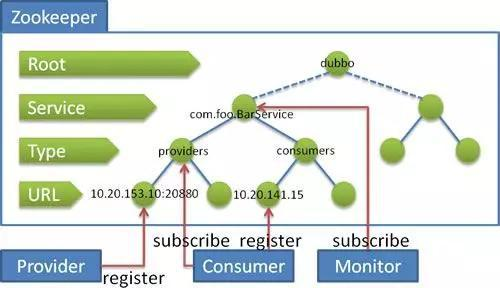 Zookeeper
Root
dubbo
Service
com.foo.BarService
Type
providers
consumers
URL
10.20.153.10:20880
10.20.141.15
subscribe
register
subscribe
Provider
register
Consumer
Monitor